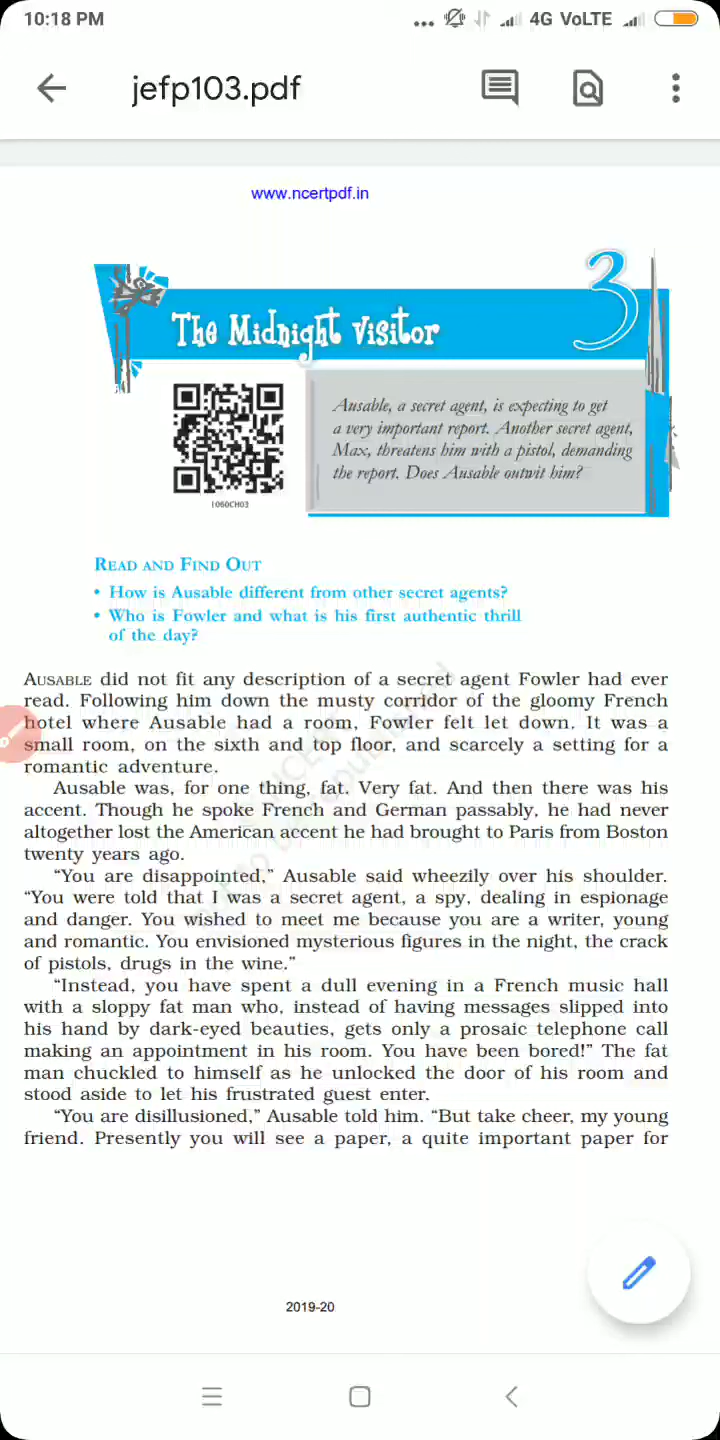 10:18 PM
4G VoLTE
jefp103.pdf
www.ncertpdf.in
3
The Midnight Visitor
Ausable, a secret agent, is expecting to get
a very important report. Another secret agent,
Max, threatens him with a pistol, demanding
the report. Does Ausable outwit him?
1060CH03
READ AND FIND OUT
• How is Ausable different from other secret agents?
• Who is Fowler and what is his first authentic thrill
of the day?
AUSABLE did not fit any description of a secret agent Fowler had ever
read. Following him down the musty corridor of the gloomy French
hotel where Ausable had a room, Fowler felt let down. It was a
small room, on the sixth and top floor, and scarcely a setting for a
romantic adventure.
Ausable was, for one thing, fat. Very fat. And then there was his
accent. Though he spoke French and German passably, he had never
altogether lost the American accent he had brought to Paris from Boston
twenty years ago.
“You are disappointed,” Ausable said wheezily over his shoulder.
“You were told that I was a secret agent, a spy, dealing in espionage
and danger. You wished to meet me because you are a writer, young
and romantic. You envisioned mysterious figures in the night, the crack
of pistols, drugs in the wine.”
“Instead, you have spent a dull evening in a French music hall
with a sloppy fat man who, instead of having messages slipped into
his hand by dark-eyed beauties, gets only a prosaic telephone call
making an appointment in his room. You have been bored!” The fat
man chuckled to himself as he unlocked the door of his room and
stood aside to let his frustrated guest enter.
“You are disillusioned,” Ausable told him. “But take cheer, my young
friend. Presently you will see a paper, a quite important paper for
2019-20